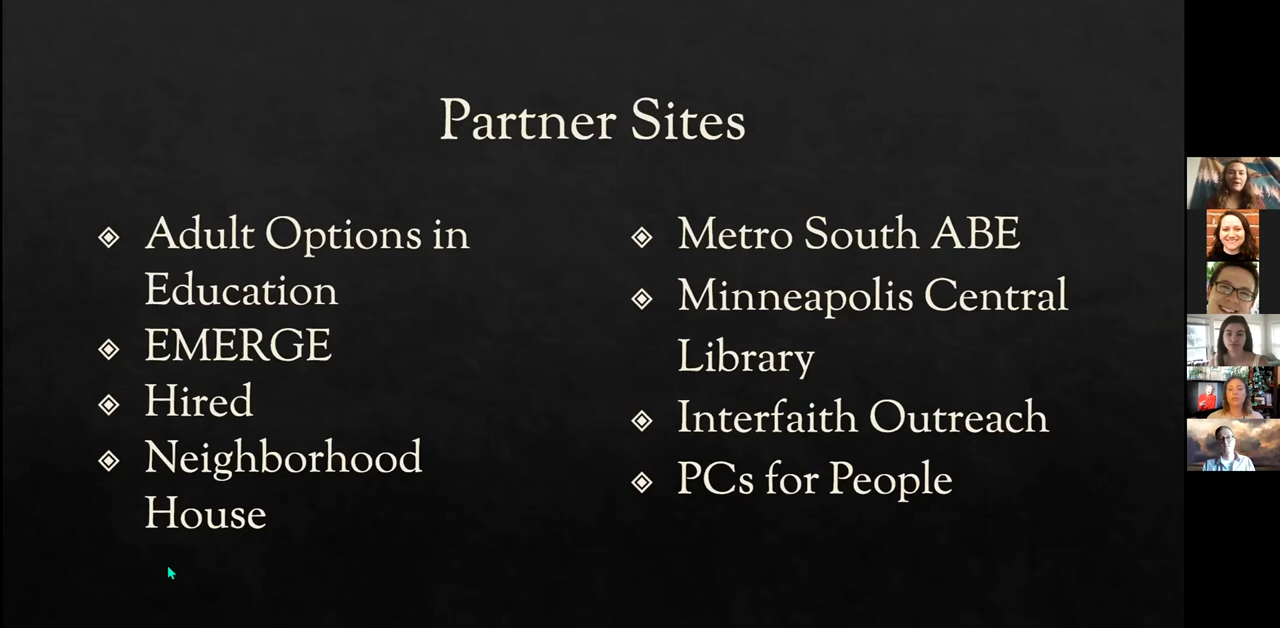 Partner Sites
Adult Options in
Education
EMERGE
Hired
Neighborhood
House
Metro South ABE
Minneapolis Central
Library
Interfaith Outreach
PCs for People